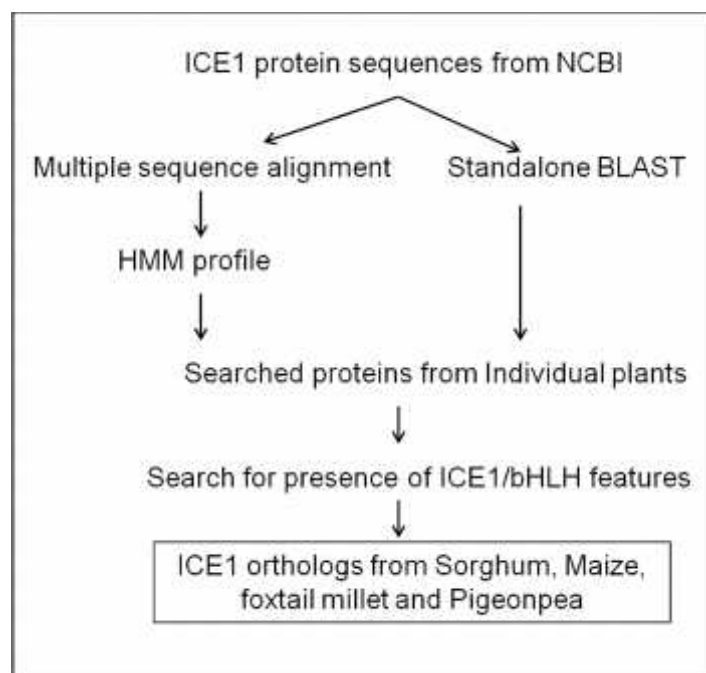 ICE1 protein sequences from NCBI
Multiple sequence alignment
Standalone BLAST
HMM profile
Searched proteins from Individual plants
Search for presence of ICE1/bHLH features
ICE1 orthologs from Sorghum, Maize,
foxtail millet and Pigeonpea